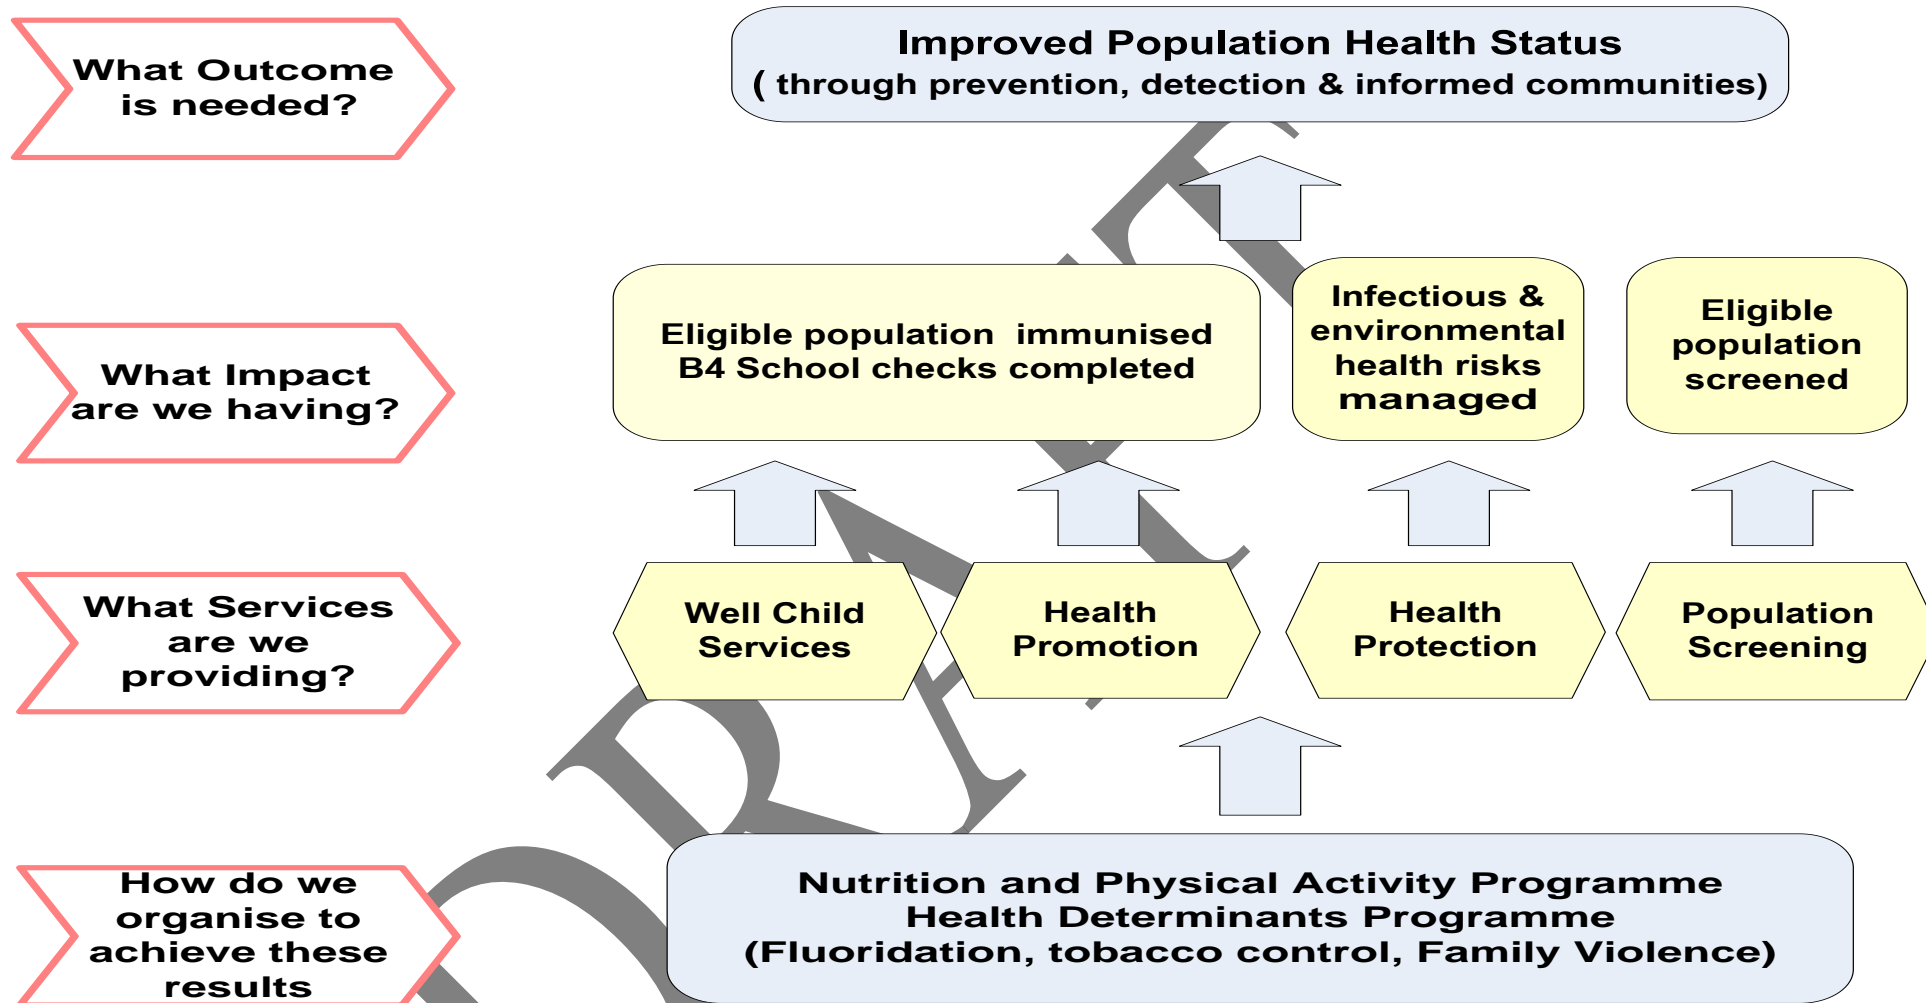 What Outcome
is needed?
Improved Population Health Status
( through prevention, detection & informed communities)
What Impact
are we having?
Eligible population immunised
B4 School checks completed
Infectious &
environmental
health risks
managed
Eligible
population
screened
What Services
are we
providing?
Well Child
Services
Health
Promotion
Health
Protection
Population
Screening
How do we
organise to
achieve these
results
Nutrition and Physical Activity Programme
Health Determinants Programme
(Fluoridation, tobacco control, Family Violence)
DRAFT